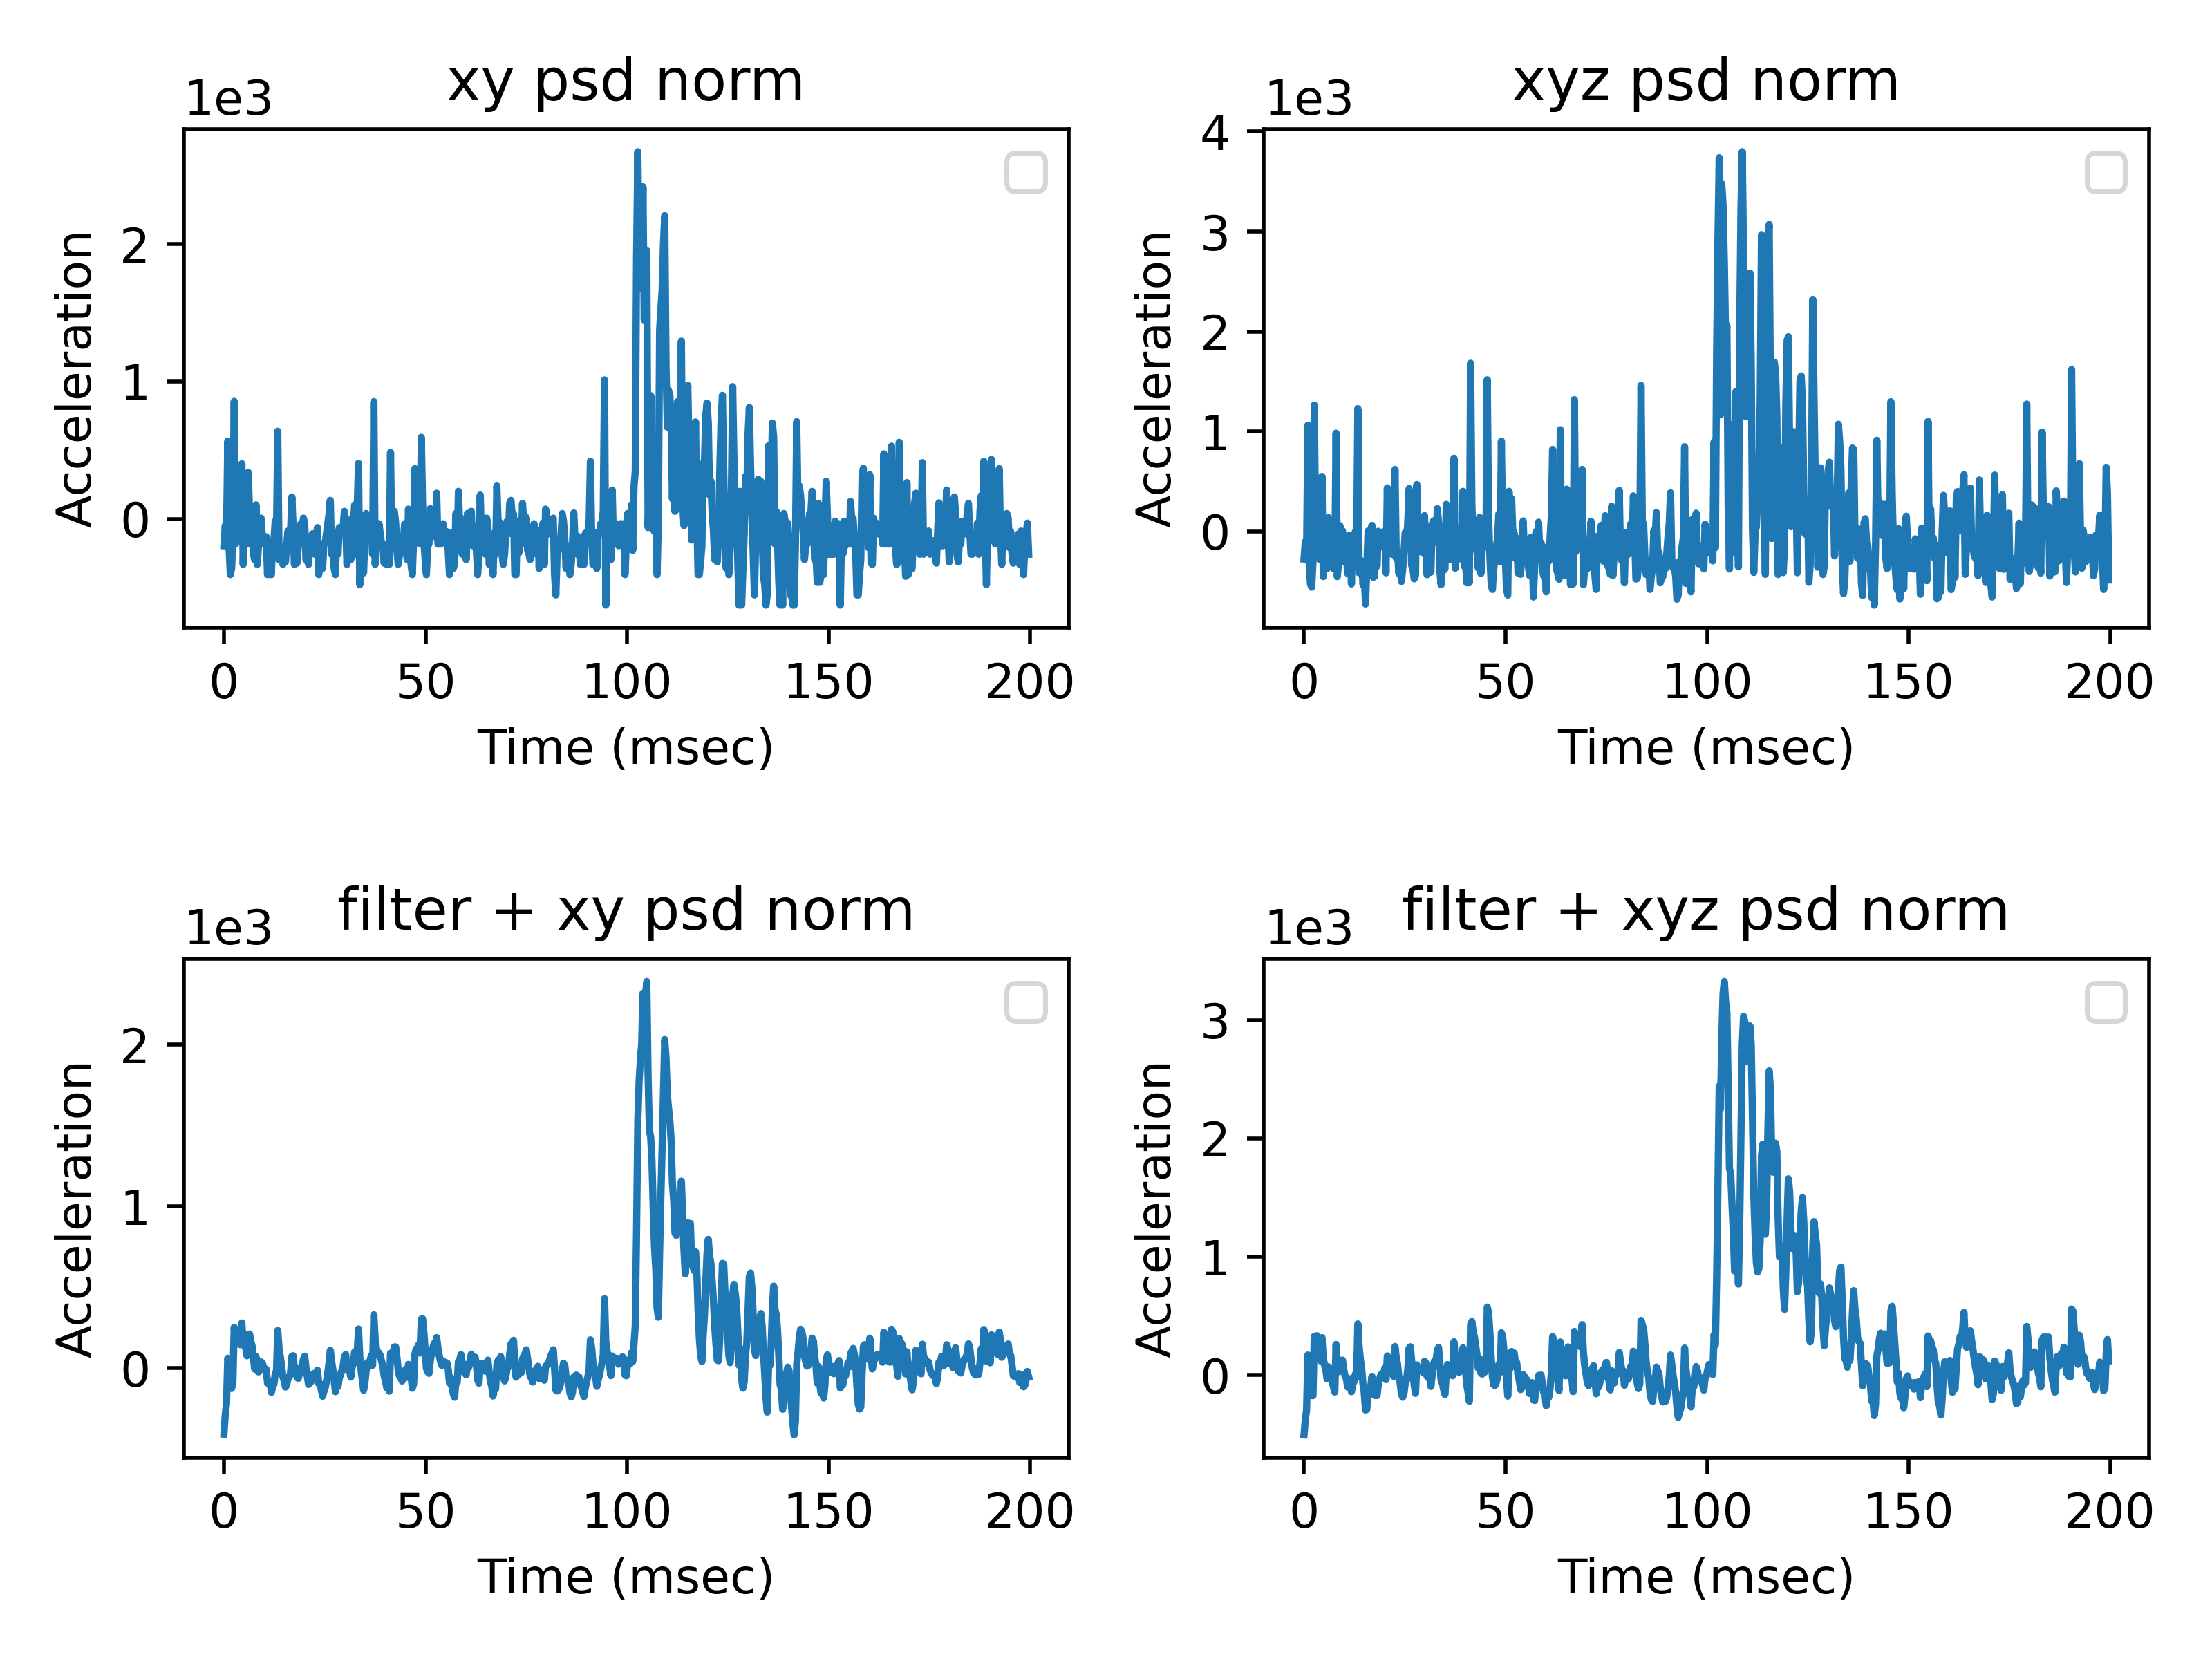 xy psd norm
1e3
Acceleration
2
1
0
0 50 100 150 200
Time (msec)
xyz psd norm
1e3
Acceleration
4
3
2
1
0
0 50 100 150 200
Time (msec)
filter + xy psd norm
1e3
Acceleration
2
1
0
0 50 100 150 200
Time (msec)
filter + xyz psd norm
1e3
Acceleration
3
2
1
0
0 50 100 150 200
Time (msec)